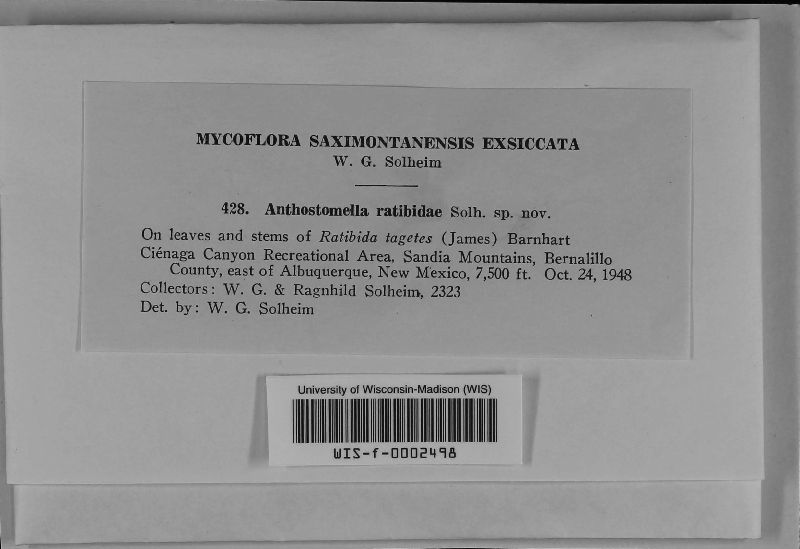 MYCOFLORA SAXIMONTANENSIS EXSICCATA
W. G. Solheim
428. Anthostomella ratibidae Solh. sp. nov.
On leaves and stems of Ratibida tagetes (James) Barnhart
Ciénaga Canyon Recreational Area, Sandia Mountains, Bernalillo
County, east of Albuquerque, New Mexico, 7,500 ft. Oct. 24, 1948
Collectors: W. G. & Ragnhild Solheim, 2323
Det. by: W. G. Solheim
University of Wisconsin-Madison (WIS)
WIS-f-0002498